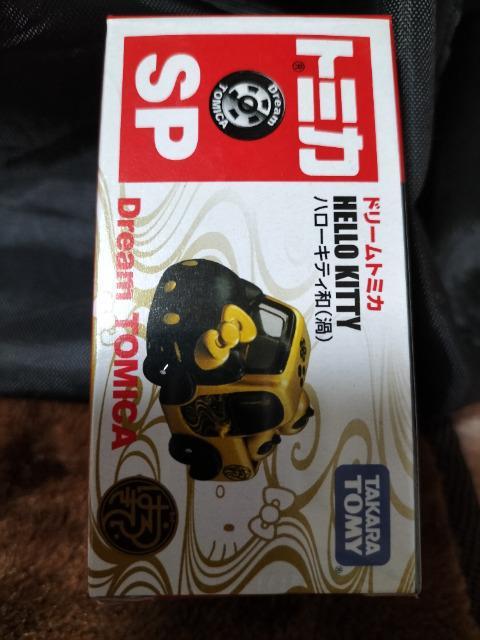 トミカ®
Dream
TOMICA
SP
ドリームトミカ
HELLO KITTY
ハローキティ和(渦)
Dream TOMICA
TAKARA
TOMY®